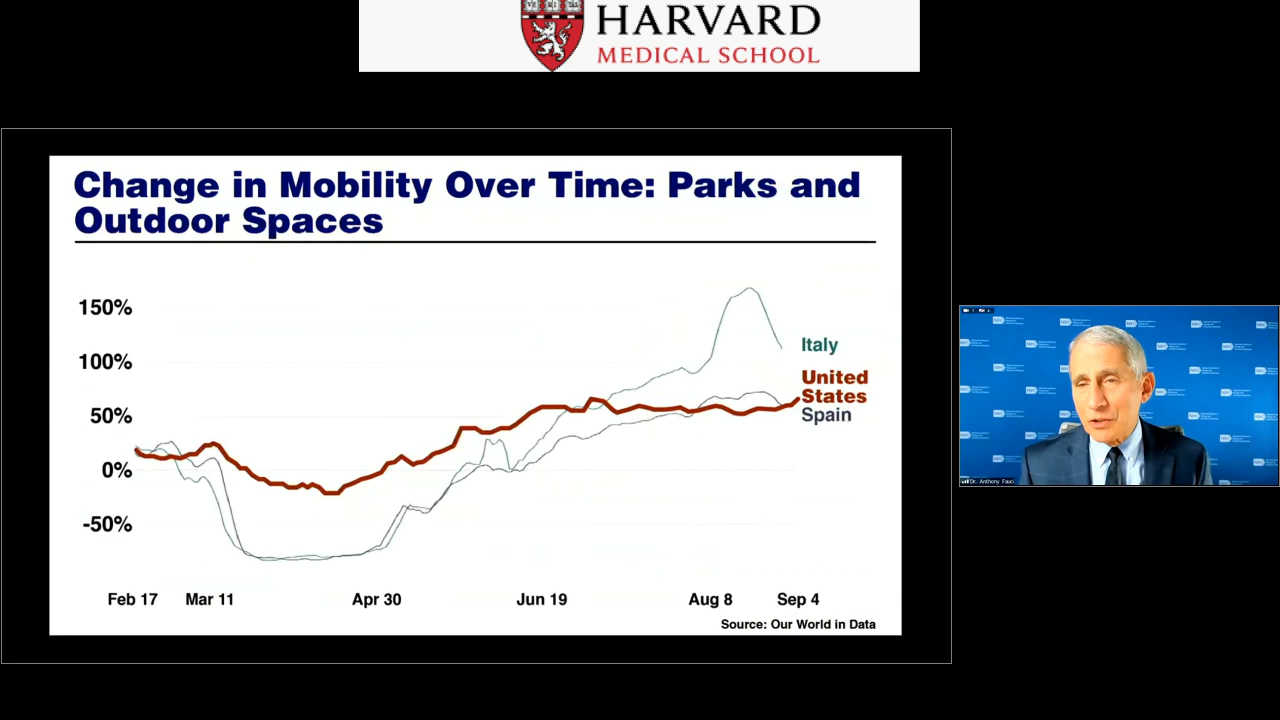 HARVARD
MEDICAL SCHOOL
Change in Mobility Over Time: Parks and
Outdoor Spaces
150%
100%
50%
0%
-50%
Italy
United
States
Spain
Feb 17
Mar 11
Apr 30
Jun 19
Aug 8
Sep 4
Source: Our World in Data
Dr. Anthony Fauci